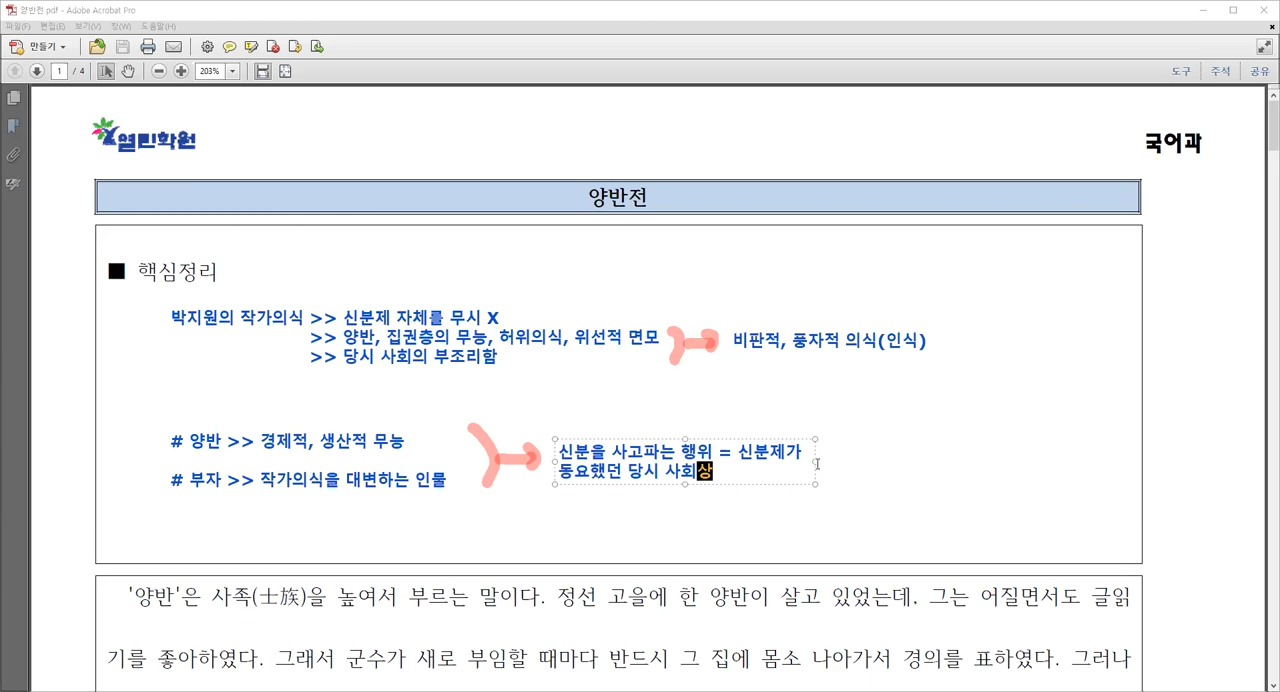 양반전.pdf - Adobe Acrobat Pro
파일(F) 편집(E) 보기(V) 창(W) 도움말(H)
만들기
1 / 4 203% 도구 주석 공유
열린학원
국어과
양반전
■ 핵심정리
박지원의 작가의식 >> 신분제 자체를 무시 X
>> 양반, 집권층의 무능, 허위의식, 위선적 면모
>> 당시 사회의 부조리함
비판적, 풍자적 의식(인식)
# 양반 >> 경제적, 생산적 무능
# 부자 >> 작가의식을 대변하는 인물
신분을 사고파는 행위 = 신분제가
동요했던 당시 사회상
'양반'은 사족(士族)을 높여서 부르는 말이다. 정선 고을에 한 양반이 살고 있었는데, 그는 어질면서도 글읽
기를 좋아하였다. 그래서 군수가 새로 부임할 때마다 반드시 그 집에 몸소 나아가서 경의를 표하였다. 그러나